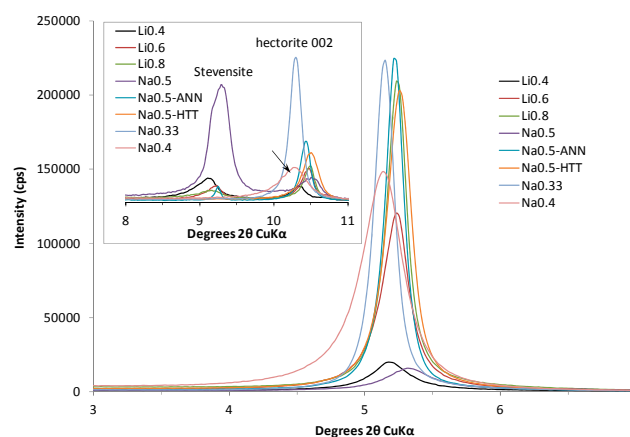 250000
200000
150000
100000
50000
0
Intensity (cps)
3
4
5
6
Degrees 2θ CuKα
Li0.4
Li0.6
Li0.8
Na0.5
Na0.5-ANN
Na0.5-HTT
Na0.33
Na0.4
hectorite 002
Stevensite
8
9
10
11
Degrees 2θ CuKα
Li0.4
Li0.6
Li0.8
Na0.5
Na0.5-ANN
Na0.5-HTT
Na0.33
Na0.4